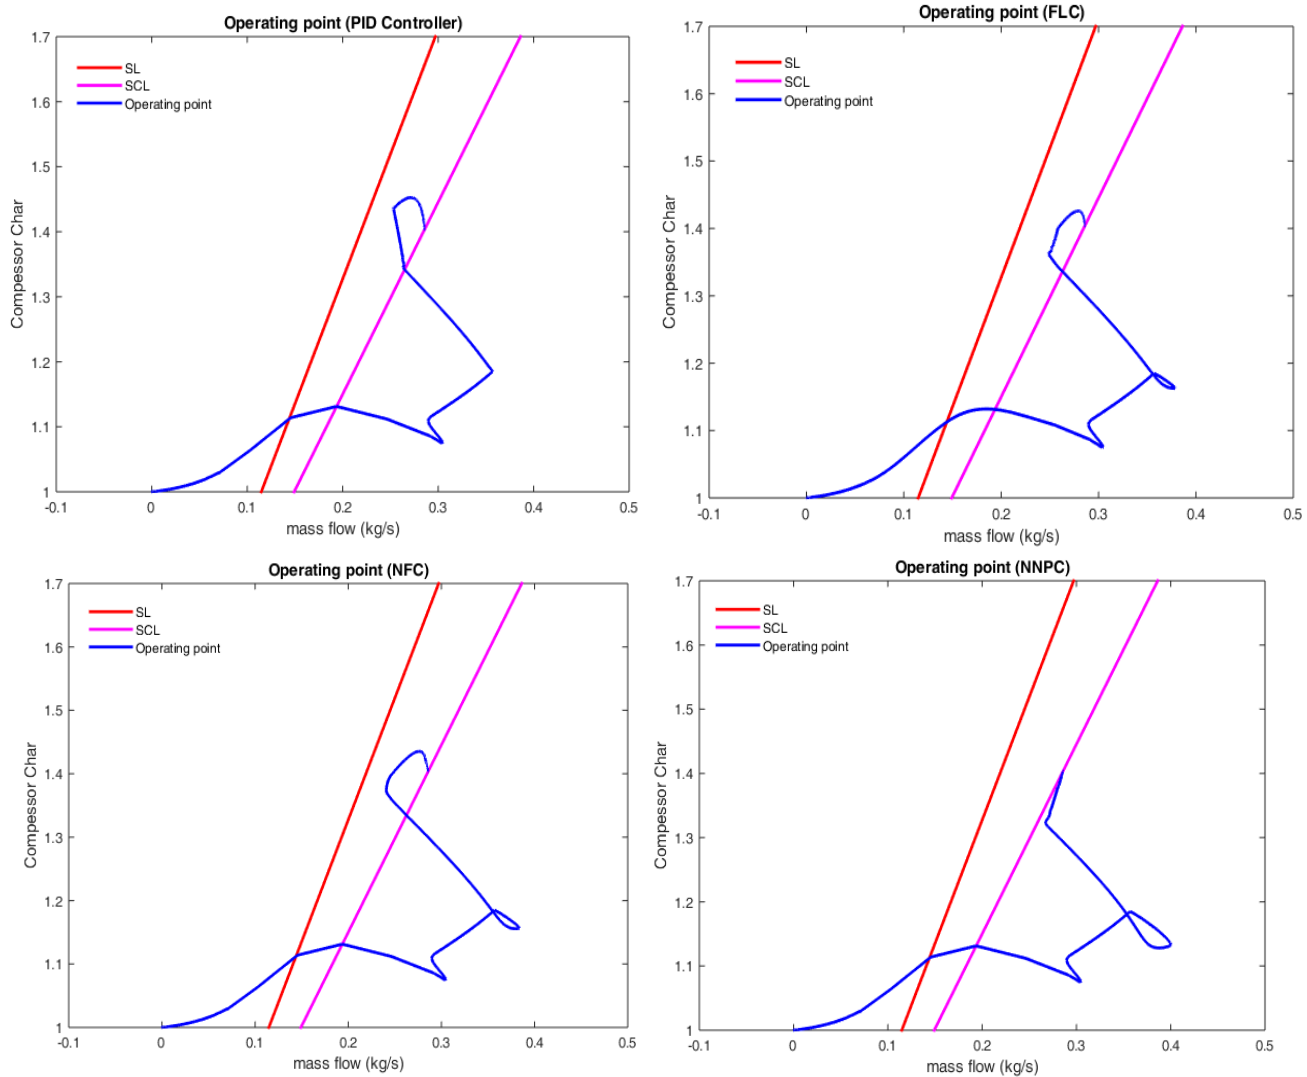 Operating point (PID Controller)
1.7
1.6
1.5
1.4
1.3
1.2
1.1
1
SL
SCL
Operating point
Compessor Char
-0.1 0 0.1 0.2 0.3 0.4 0.5
mass flow (kg/s)
Operating point (FLC)
1.7
1.6
1.5
1.4
1.3
1.2
1.1
1
SL
SCL
Operating point
Compessor Char
-0.1 0 0.1 0.2 0.3 0.4 0.5
mass flow (kg/s)
Operating point (NFC)
1.7
1.6
1.5
1.4
1.3
1.2
1.1
1
SL
SCL
Operating point
Compessor Char
-0.1 0 0.1 0.2 0.3 0.4 0.5
mass flow (kg/s)
Operating point (NNPC)
1.7
1.6
1.5
1.4
1.3
1.2
1.1
1
SL
SCL
Operating point
Compessor Char
-0.1 0 0.1 0.2 0.3 0.4 0.5
mass flow (kg/s)